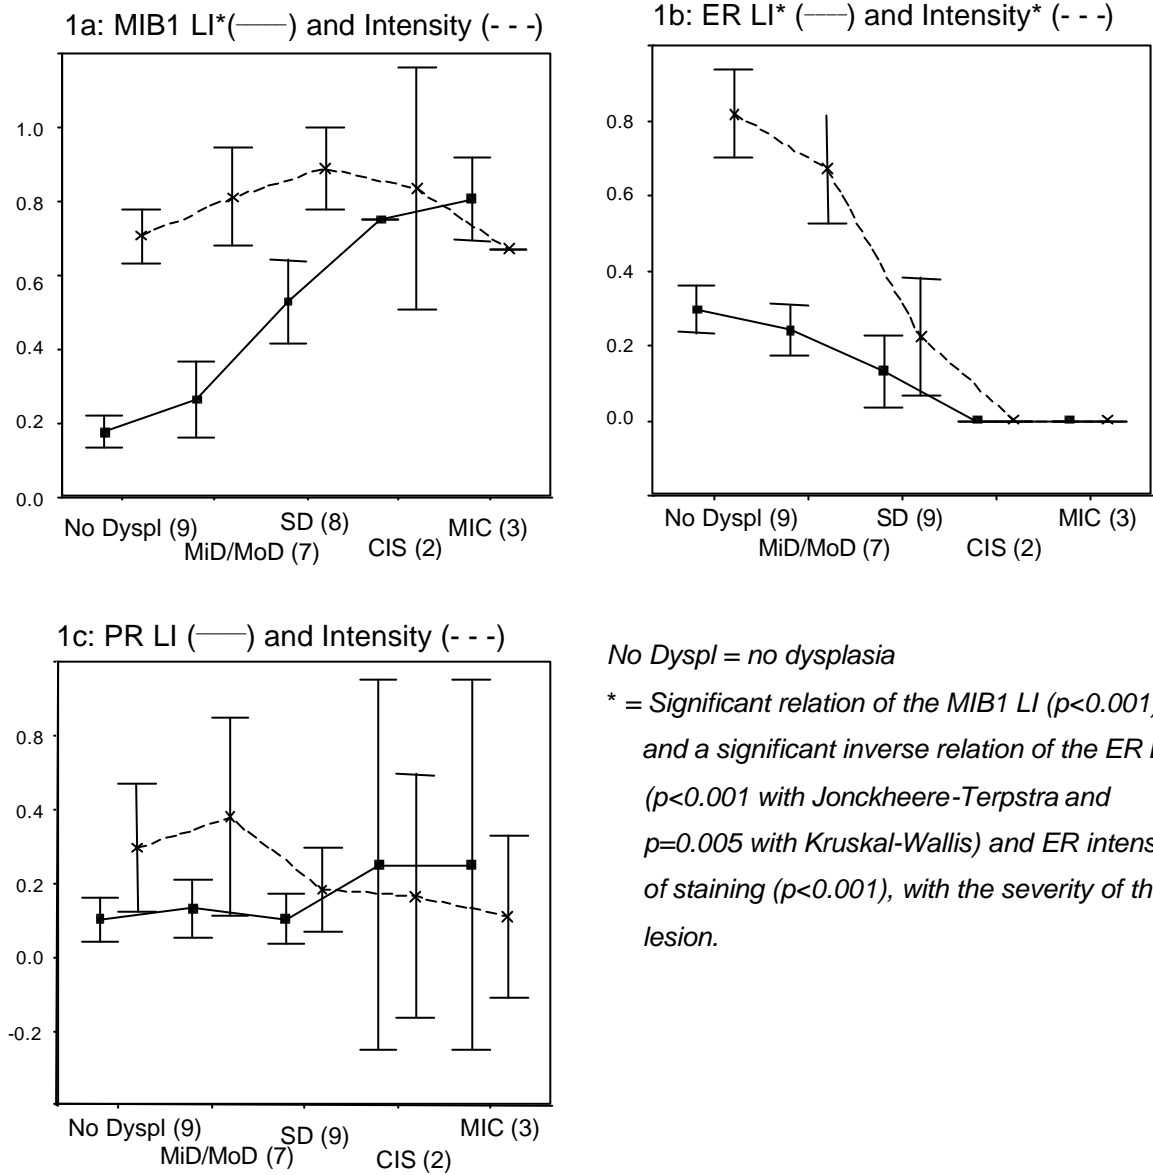 1a: MIB1 LI*(——) and Intensity (- - -)
1.0
0.8
0.6
0.4
0.2
0.0
No Dyspl (9)
MiD/MoD (7)
SD (8)
CIS (2)
MIC (3)
1b: ER LI* (——) and Intensity* (- - -)
0.8
0.6
0.4
0.2
0.0
No Dyspl (9)
MiD/MoD (7)
SD (9)
CIS (2)
MIC (3)
1c: PR LI (——) and Intensity (- - -)
0.8
0.4
0.2
0.0
-0.2
No Dyspl (9)
MiD/MoD (7)
SD (9)
CIS (2)
MIC (3)
No Dyspl = no dysplasia
* = Significant relation of the MIB1 LI (p<0.001)
and a significant inverse relation of the ER
(p<0.001 with Jonckheere-Terpstra and
p=0.005 with Kruskal-Wallis) and ER intens
of staining (p<0.001), with the severity of th
lesion.